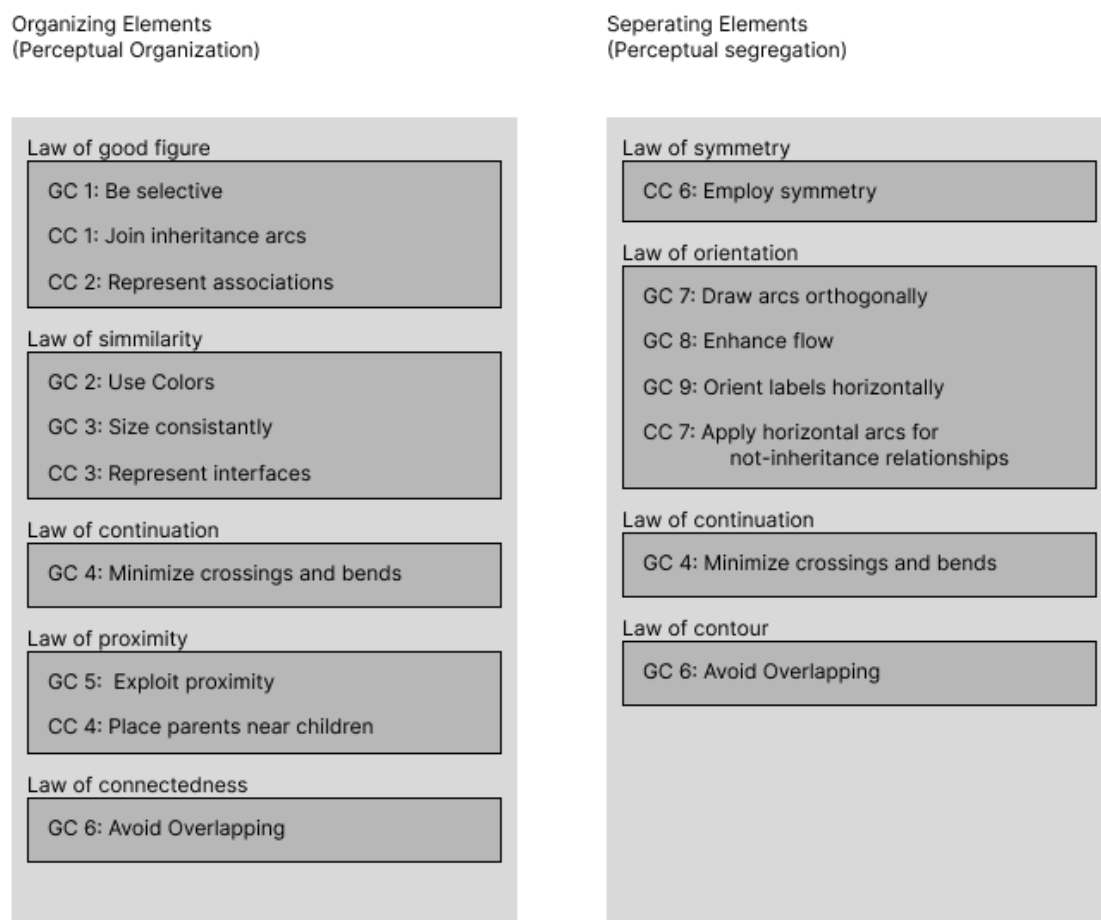 Organizing Elements
(Perceptual Organization)
Law of good figure
GC 1: Be selective
CC 1: Join inheritance arcs
CC 2: Represent associations
Law of simmilarity
GC 2: Use Colors
GC 3: Size consistantly
CC 3: Represent interfaces
Law of continuation
GC 4: Minimize crossings and bends
Law of proximity
GC 5:  Exploit proximity
CC 4: Place parents near children
Law of connectedness
GC 6: Avoid Overlapping
Seperating Elements
(Perceptual segregation)
Law of symmetry
CC 6: Employ symmetry
Law of orientation
GC 7: Draw arcs orthogonally
GC 8: Enhance flow
GC 9: Orient labels horizontally
CC 7: Apply horizontal arcs for
not-inheritance relationships
Law of continuation
GC 4: Minimize crossings and bends
Law of contour
GC 6: Avoid Overlapping